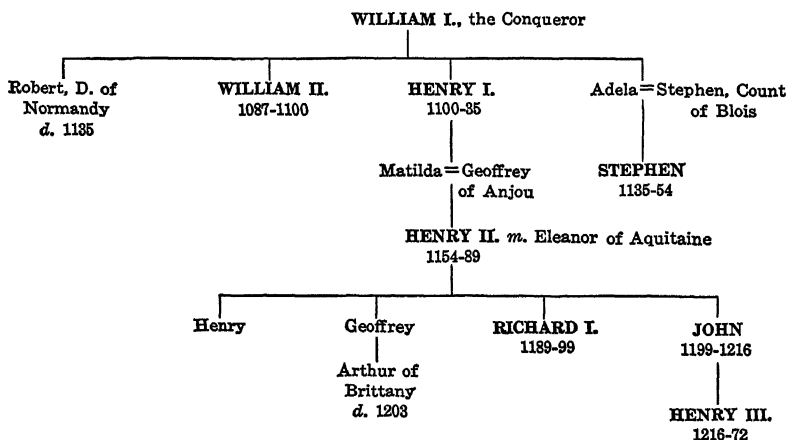 WILLIAM I., the Conqueror
Robert, D. of
Normandy
d. 1135
WILLIAM II.
1087-1100
HENRY I.
1100-35
Adela=Stephen, Count
of Blois
Matilda=Geoffrey
of Anjou
STEPHEN
1135-54
HENRY II. m. Eleanor of Aquitaine
1154-89
Henry
Geoffrey
RICHARD I.
1189-99
JOHN
1199-1216
Arthur of
Brittany
d. 1203
HENRY III.
1216-72